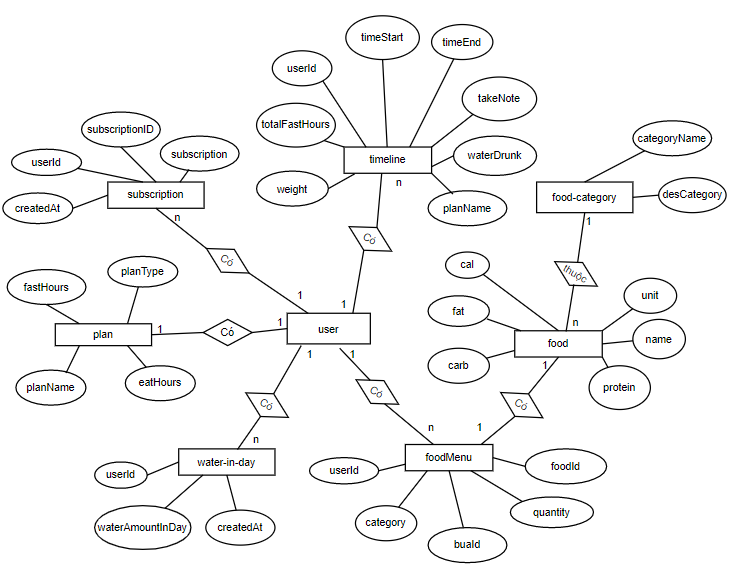 timeStart
timeEnd
userId
takeNote
totalFastHours
subscriptionID
categoryName
subscription
userId
timeline
waterDrunk
n
weight
planName
subscription
food-category
desCategory
createdAt
n
1
Có
Có
cal
thuộc
planType
fastHours
unit
fat
1
1
n
plan
1
Có
1
user
food
name
1
1
1
carb
planName
eatHours
protein
Có
Có
Có
n
n
1
userId
water-in-day
foodMenu
foodId
userId
waterAmountInDay
createdAt
category
quantity
buaId